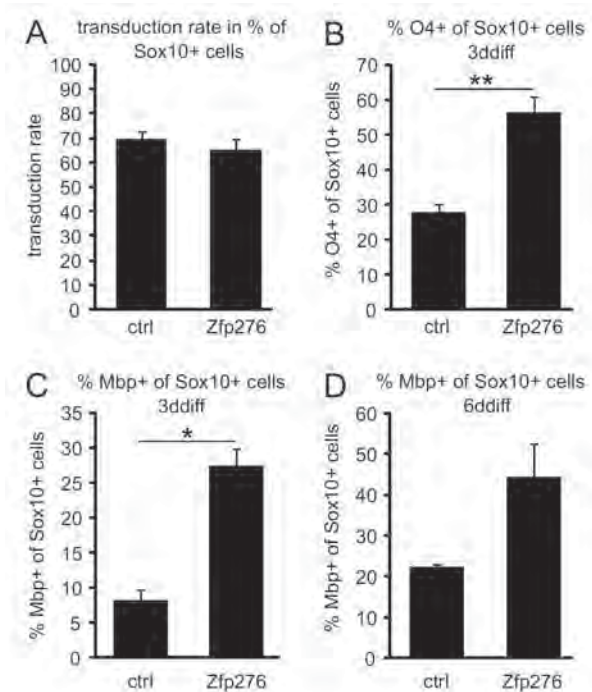 A transduction rate in % of
Sox10+ cells
transduction rate
100
90
80
70
60
50
40
30
20
10
0
ctrl Zfp276
B % O4+ of Sox10+ cells
3ddiff
% O4+ of Sox10+ cells
70
60
50
40
30
20
10
0
**
ctrl Zfp276
C % Mbp+ of Sox10+ cells
3ddiff
% Mbp+ of Sox10+ cells
35
30
25
20
15
10
5
0
*
ctrl Zfp276
D % Mbp+ of Sox10+ cells
6ddiff
% Mbp+ of Sox10+ cells
60
50
40
30
20
10
0
ctrl Zfp276